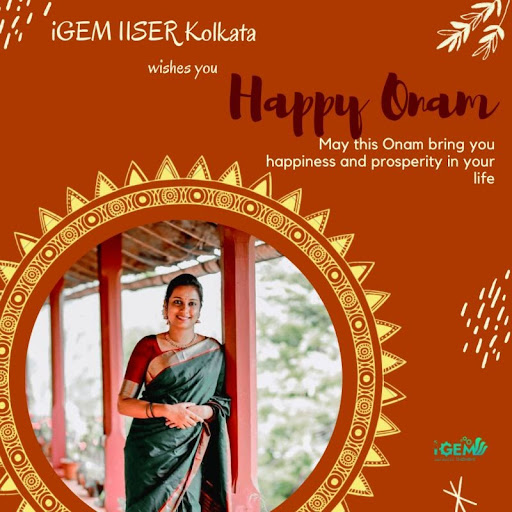 iGEM IISER Kolkata
wishes you
Happy Onam
May this Onam bring you
happiness and prosperity in your
life
iGEM